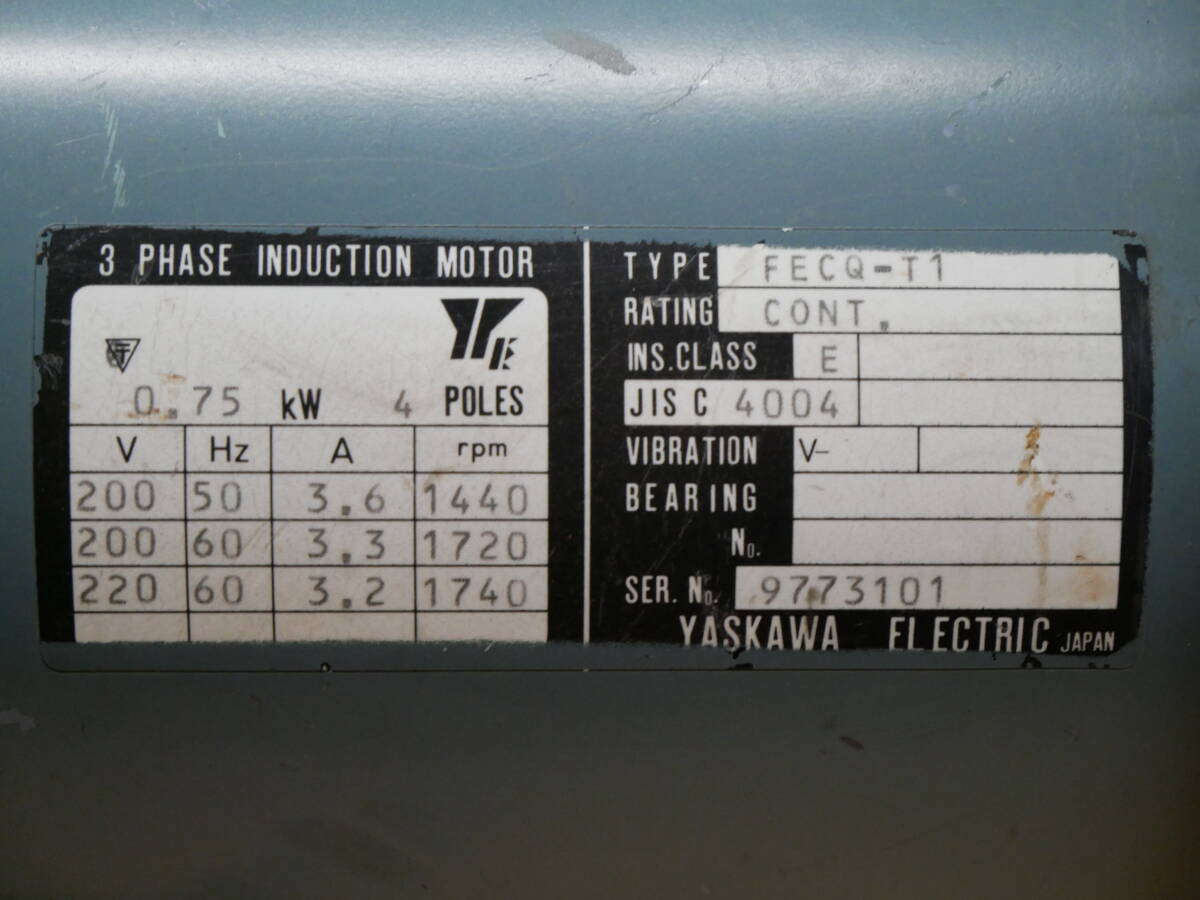 3 PHASE INDUCTION MOTOR
0.75 kW 4 POLES
V Hz A rpm
200 50 3.6 1440
200 60 3.3 1720
220 60 3.2 1740
TYPE FECQ-T1
RATING CONT.
INS.CLASS E
JIS C 4004
VIBRATION V-
BEARING
No.
SER. No. 9773101
YASKAWA ELECTRIC JAPAN